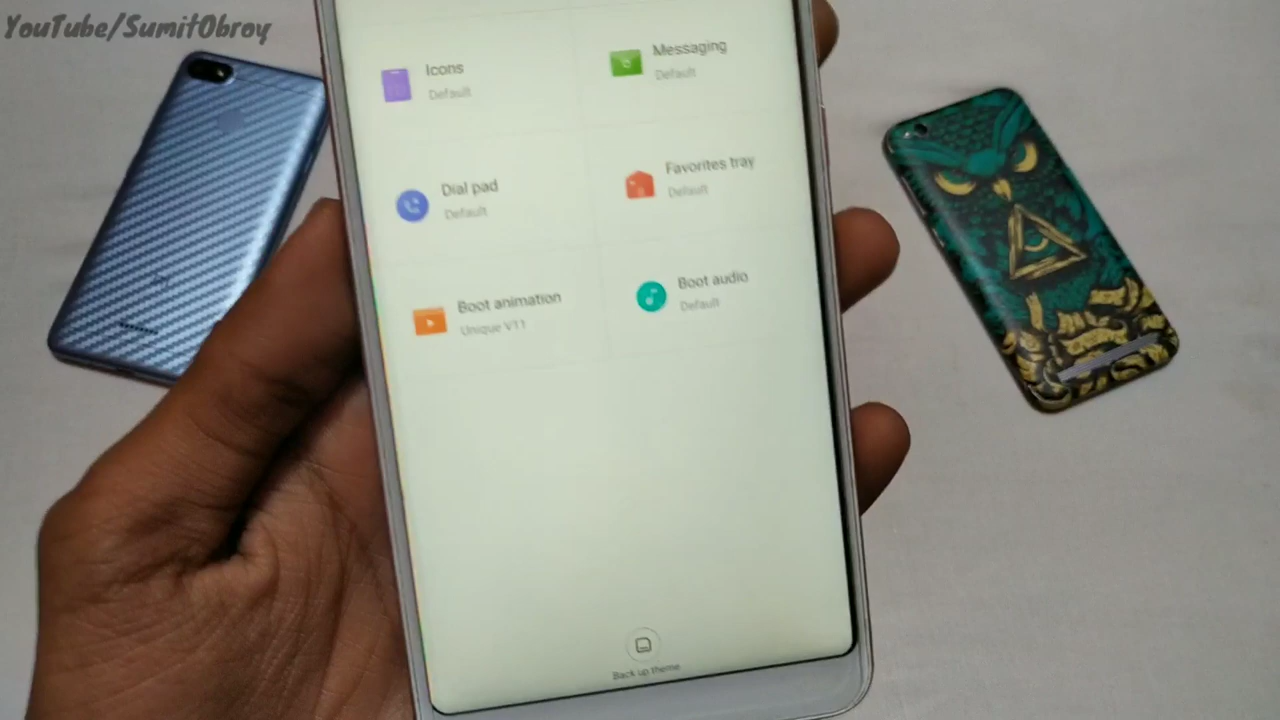 YouTube/SumitObroy
Icons
Default
Messaging
Default
Dial pad
Default
Favorites tray
Default
Boot animation
Unique V11
Boot audio
Default
Back up theme